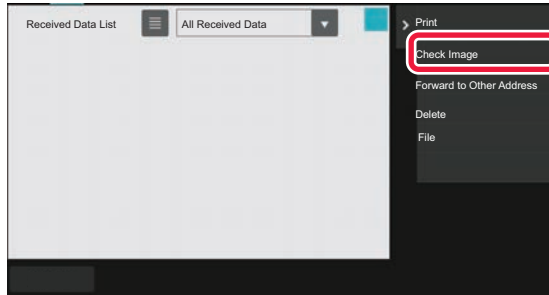 Received Data List
All Received Data
Print
Check Image
Forward to Other Address
Delete
File